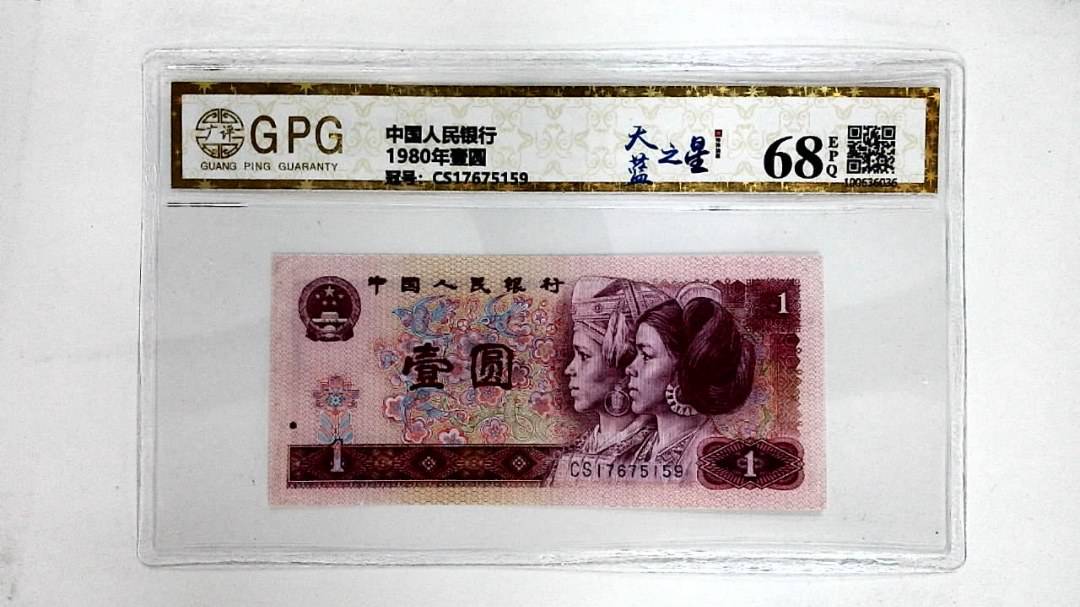 广评
GPG
GUANG PING GUARANTY
中国人民银行
1980年壹圆
冠号：CS17675159
天蓝之星
68
EPQ
100636036
中国人民银行
壹圆
1
1
CS17675159
1